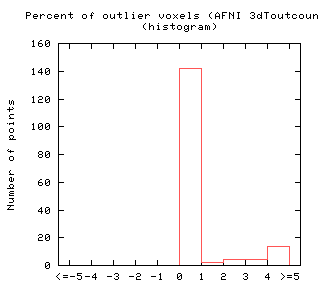 Percent of outlier voxels (AFNI 3dToutcoun
(histogram)
160
140
120
100
80
60
40
20
0
Number of points
<=-5 -4 -3 -2 -1 0 1 2 3 4 >=5